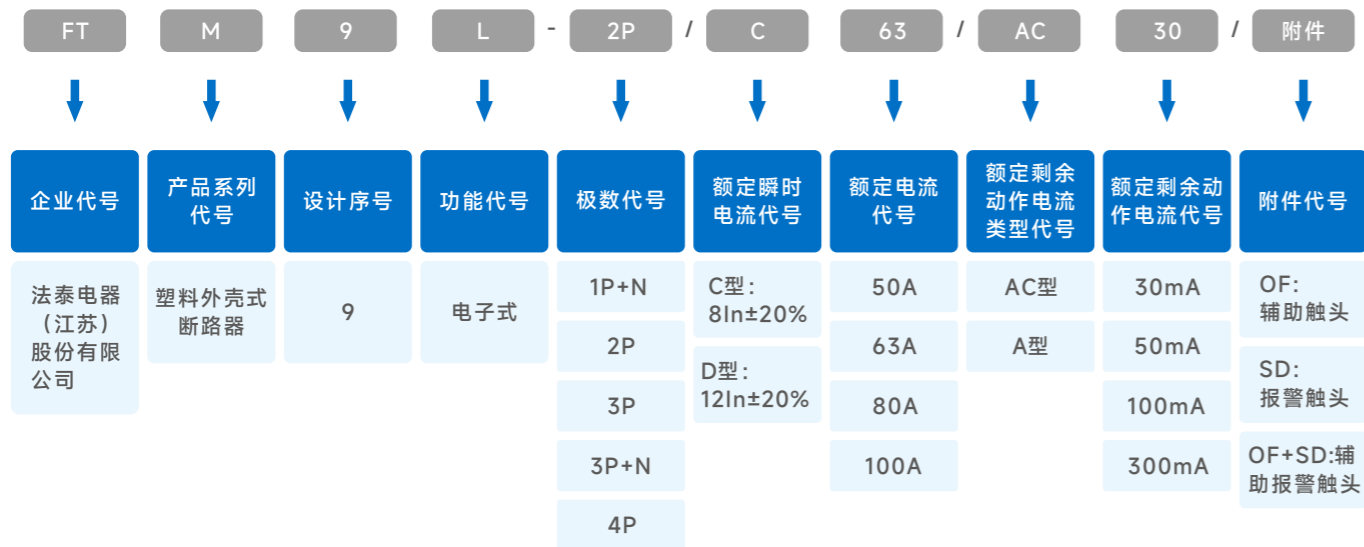 FT M 9 L - 2P / C 63 / AC 30 / 附件
企业代号
产品系列
代号
设计序号
功能代号
极数代号
额定瞬时
电流代号
额定电流
代号
额定剩余
动作电流
类型代号
额定剩余动
作电流代号
附件代号
法泰电器
（江苏）
股份有限
公司
塑料外壳式
断路器
9
电子式
1P+N
2P
3P
3P+N
4P
C型：
8In±20%
D型：
12In±20%
50A
63A
80A
100A
AC型
A型
30mA
50mA
100mA
300mA
OF：
辅助触头
SD：
报警触头
OF+SD:辅
助报警触头